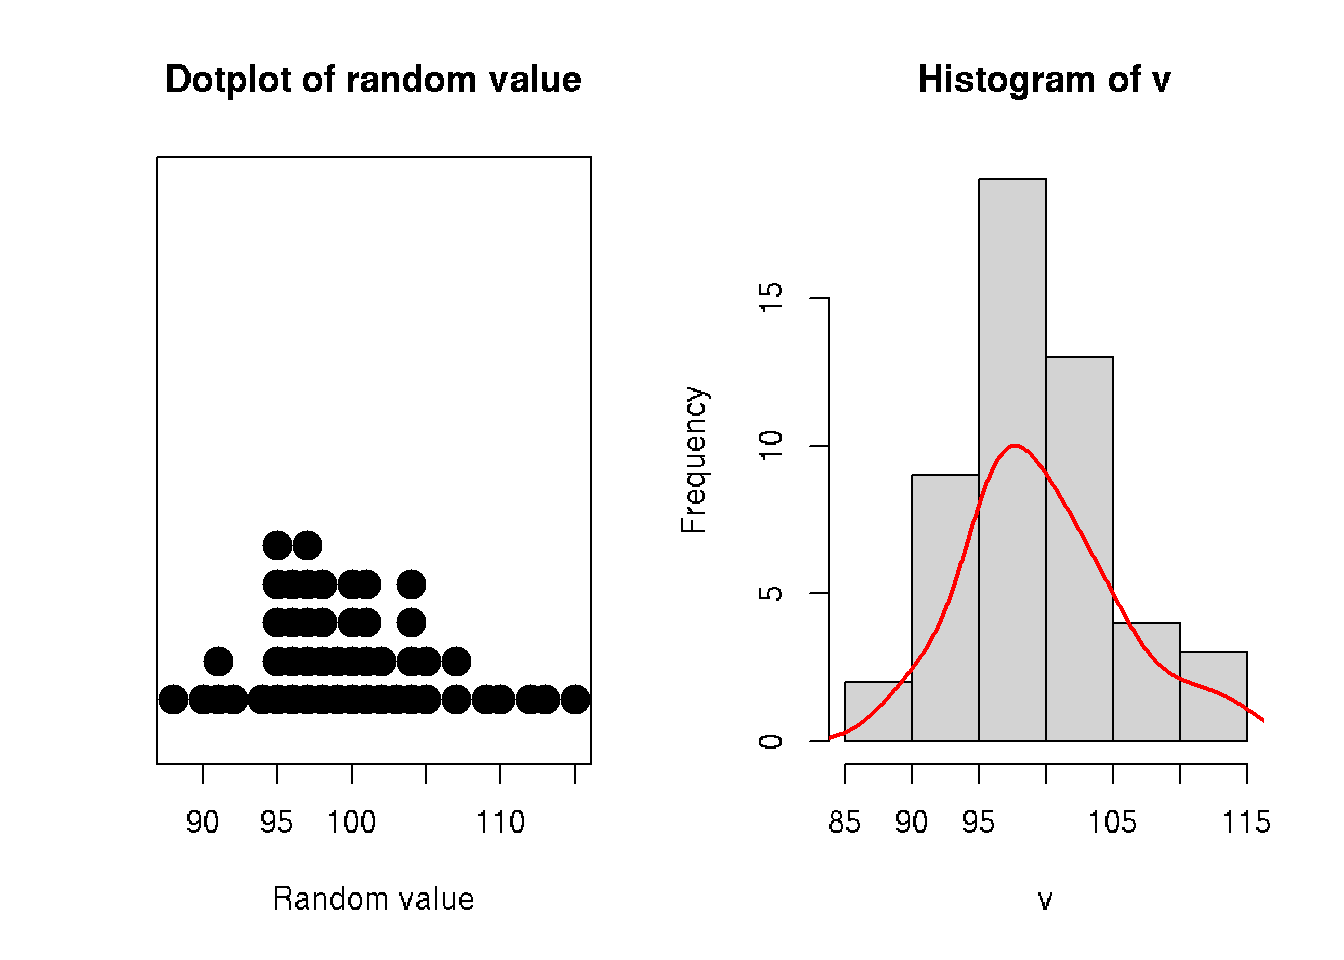 Dotplot of random value
90 95 100 110
Random value
Histogram of v
Frequency
15
10
5
0
85 90 95 105 115
v